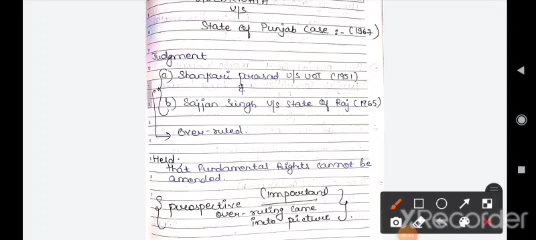 V/S
State Of Punjab Case :- (1967)
Judgment
(a) Shankari prasad V/S UOI (1951)
&
b) Sajjan Singh V/s State Of Raj (1965)
→ Over-ruled.
Held:
that Fundamental Rights cannot be
amended.
{ prospective (important)
over-ruling came
into picture }
Recorder